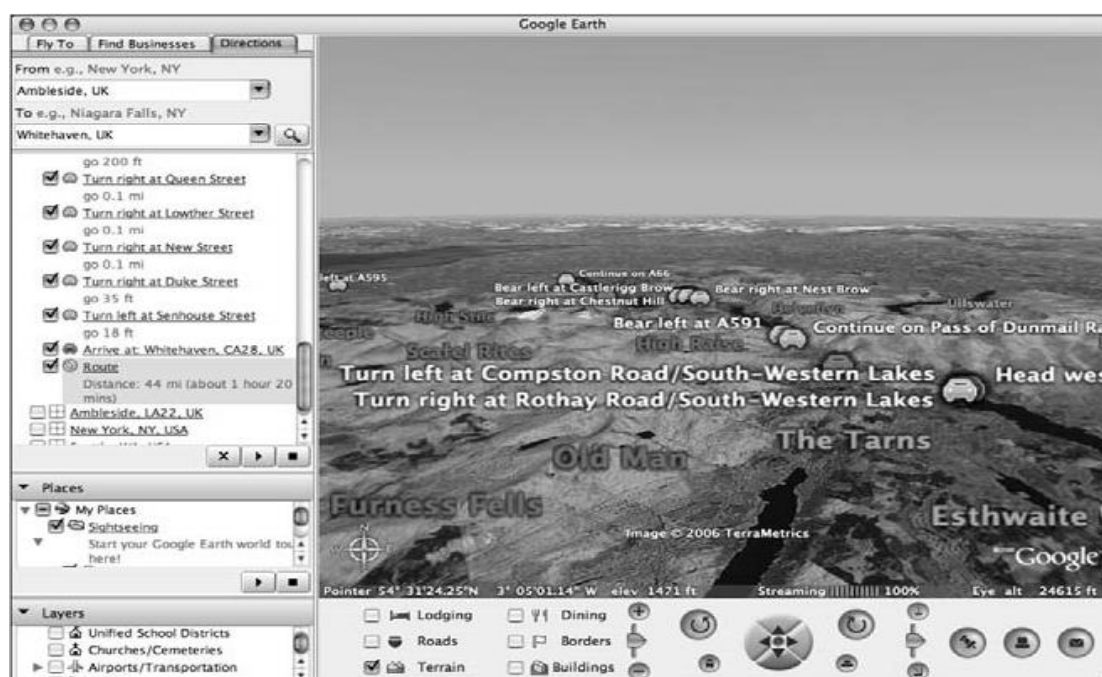 Google Earth
Fly To Find Businesses Directions
From e.g., New York, NY
Ambleside, UK
To e.g., Niagara Falls, NY
Whitehaven, UK
go 200 ft
Turn right at Queen Street
go 0.1 mi
Turn right at Lowther Street
go 0.1 mi
Turn right at New Street
go 0.1 mi
Turn right at Duke Street
go 35 ft
Turn left at Senhouse Street
go 18 ft
Arrive at: Whitehaven, CA28, UK
Route
Distance: 44 mi (about 1 hour 20
mins)
Ambleside, LA22, UK
New York, NY, USA
Places
My Places
Sightseeing
Start your Google Earth world tou
here!
Layers
Unified School Districts
Churches/Cemeteries
Airports/Transportation
left at A595
Continue on A66
Bear left at Castlerigg Brow
Bear right at Nest Brow
Bear right at Chestnut Hill
Ullswater
High Stile
Bear left at A591
Continue on Pass of Dunmail Ra
High Raise
Turn left at Compston Road/South-Western Lakes
Head wes
Turn right at Rothay Road/South-Western Lakes
The Tarns
Old Man
Furness Fells
Esthwaite
N
Image © 2006 TerraMetrics
Google
Pointer 54° 31'24.25"N 3° 05'01.14" W elev 1471 ft Streaming 100% Eye alt 24615 ft
Lodging Dining
Roads Borders
Terrain Buildings